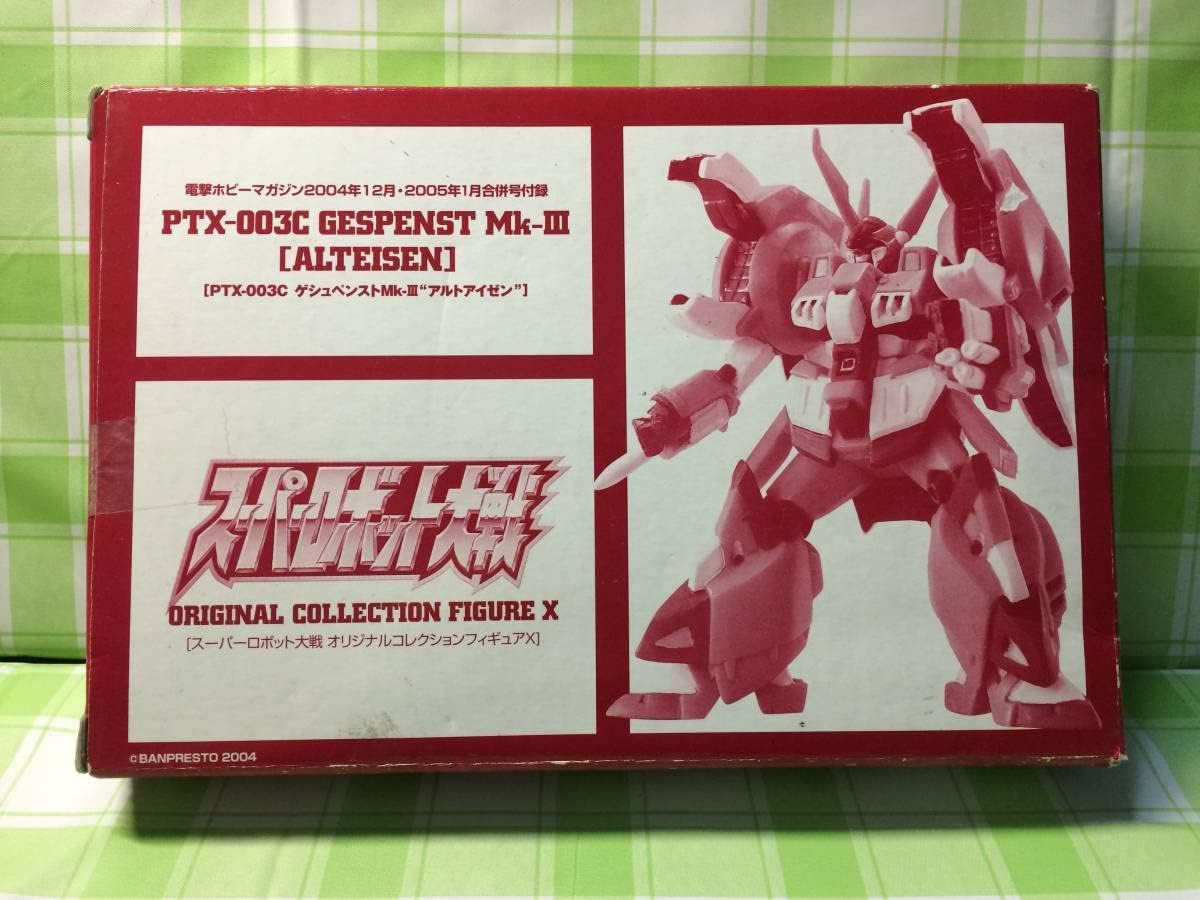 電撃ホビーマガジン2004年12月・2005年1月合併号付録
PTX-003C GESPENST Mk-III
[ALTEISEN]
[PTX-003C ゲシュペンストMk-III“アルトアイゼン”]
スーパーロボット大戦
ORIGINAL COLLECTION FIGURE X
[スーパーロボット大戦 オリジナルコレクションフィギュアX]
©BANPRESTO 2004